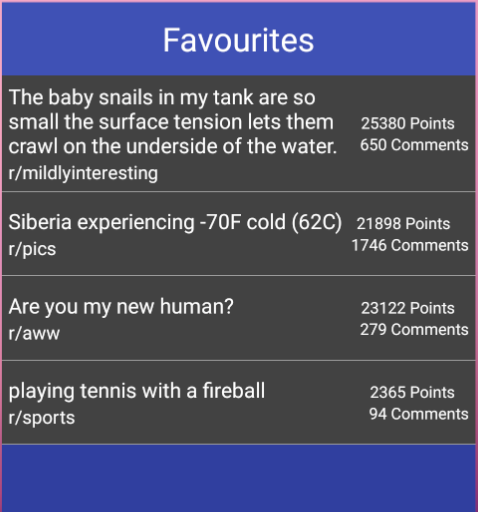 Favourites
The baby snails in my tank are so
small the surface tension lets them
crawl on the underside of the water.
r/mildlyinteresting
25380 Points
650 Comments
Siberia experiencing -70F cold (62C)
r/pics
21898 Points
1746 Comments
Are you my new human?
r/aww
23122 Points
279 Comments
playing tennis with a fireball
r/sports
2365 Points
94 Comments